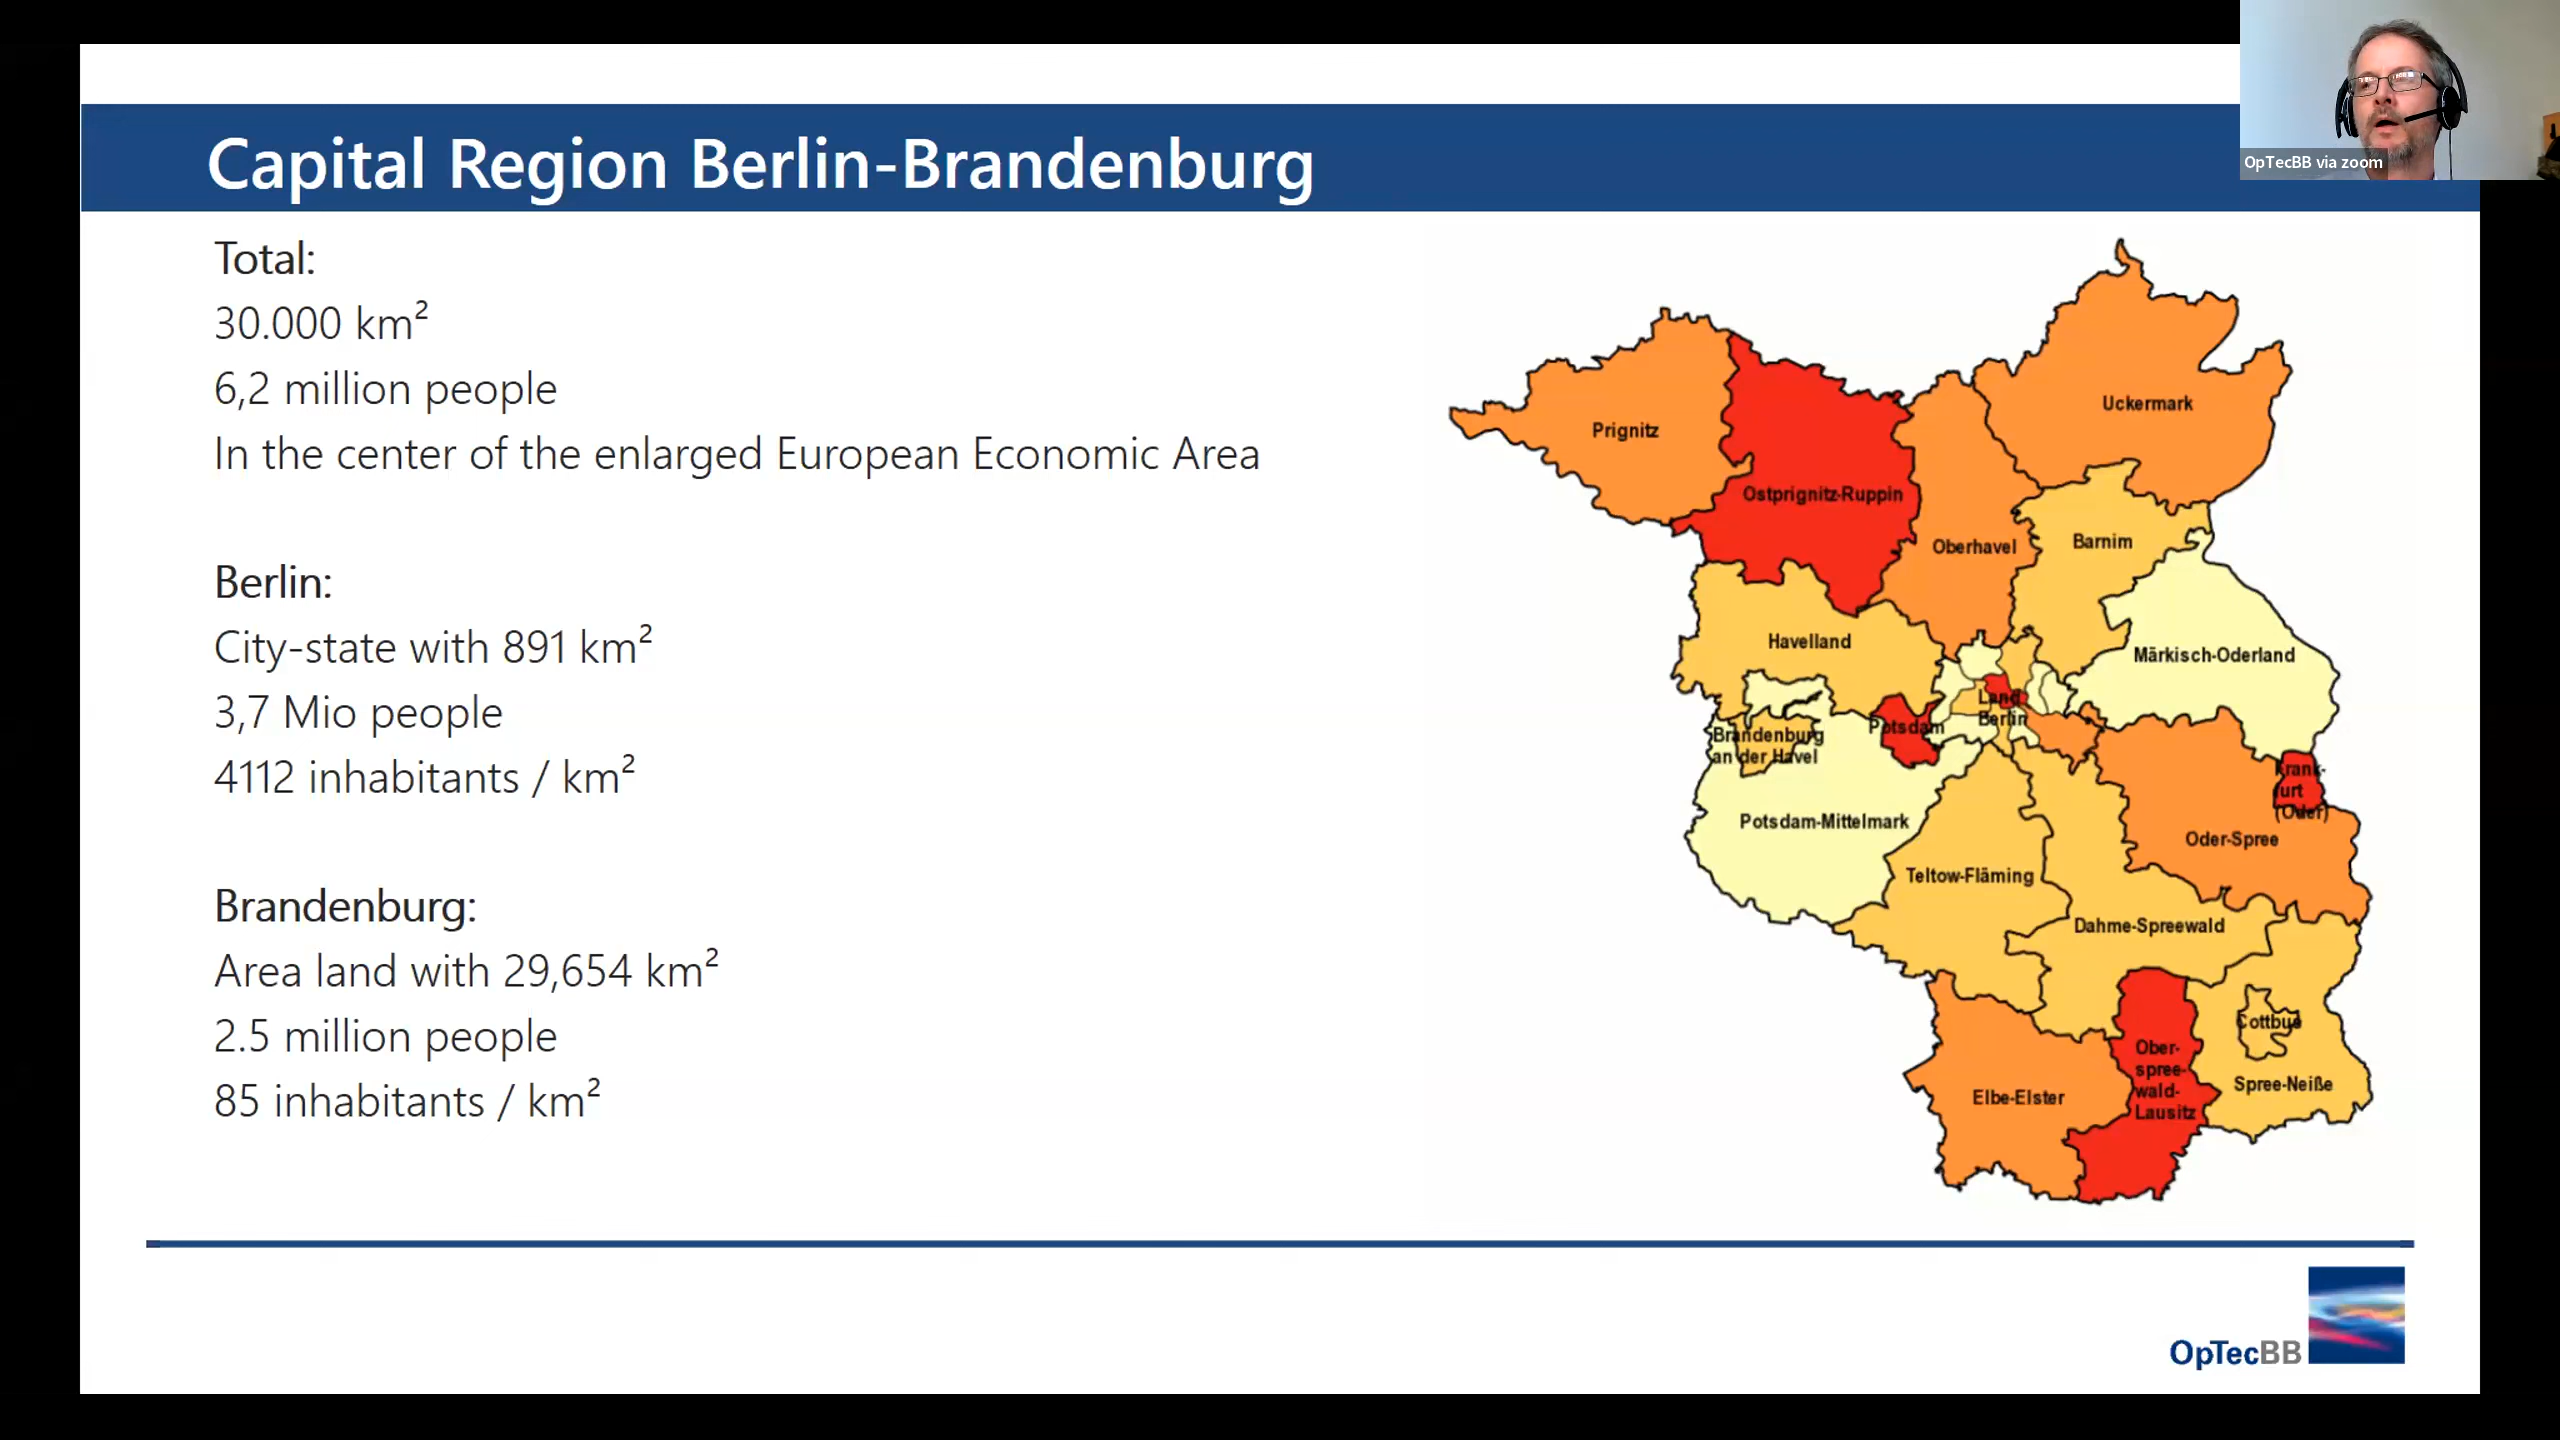 OpTecBB via zoom
Capital Region Berlin-Brandenburg
Total:
30.000 km²
6,2 million people
In the center of the enlarged European Economic Area
Berlin:
City-state with 891 km²
3,7 Mio people
4112 inhabitants / km²
Brandenburg:
Area land with 29,654 km²
2.5 million people
85 inhabitants / km²
Uckermark
Prignitz
Ostprignitz-Ruppin
Oberhavel
Barnim
Havelland
Märkisch-Oderland
Land
Berlin
Potsdam
Brandenburg
an der Havel
Frank-
furt
(Oder)
Potsdam-Mittelmark
Oder-Spree
Teltow-Fläming
Dahme-Spreewald
Cottbus
Ober-
spree-
wald-
Lausitz
Spree-Neiße
Elbe-Elster
OpTecBB